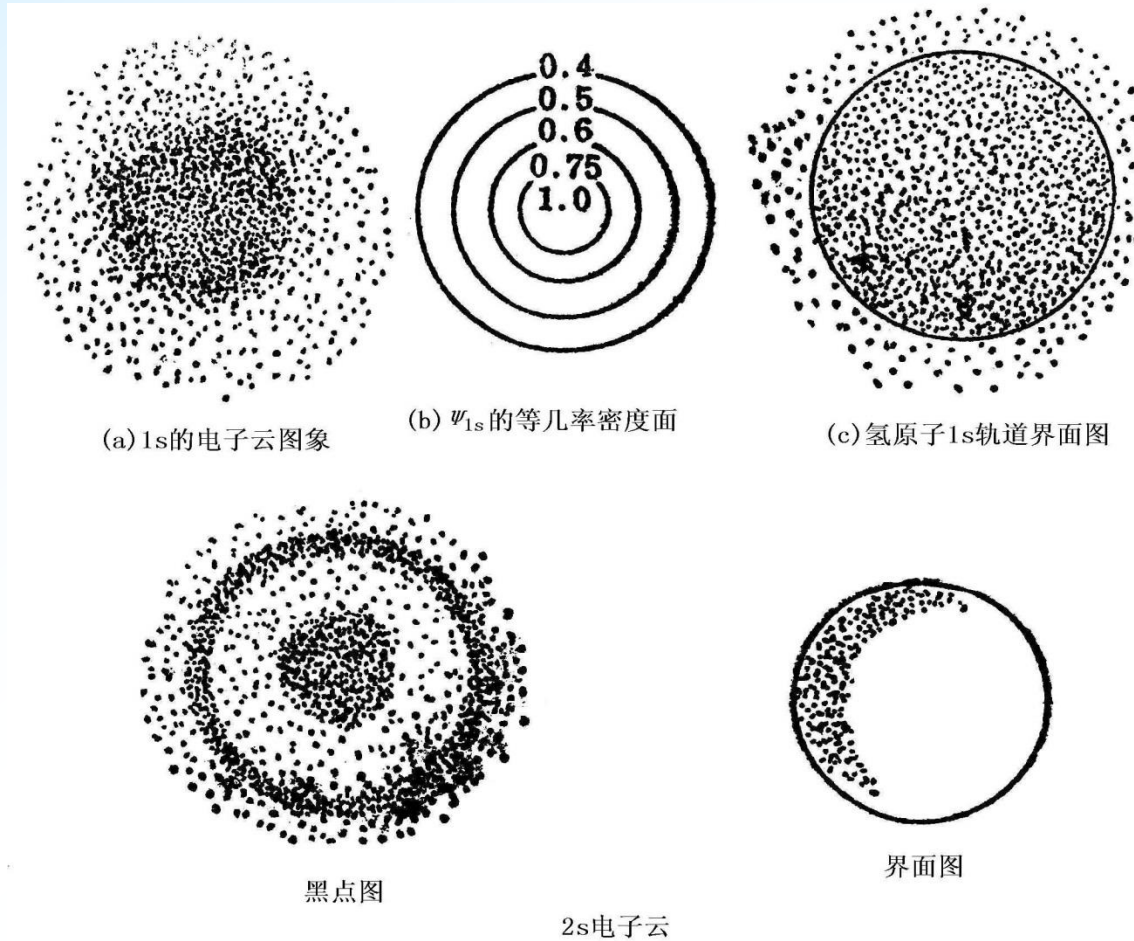 0.4
0.5
0.6
0.75
1.0
(a)1s的电子云图象
(b)Ψ1s的等几率密度面
(c)氢原子1s轨道界面图
黑点图
界面图
2s电子云